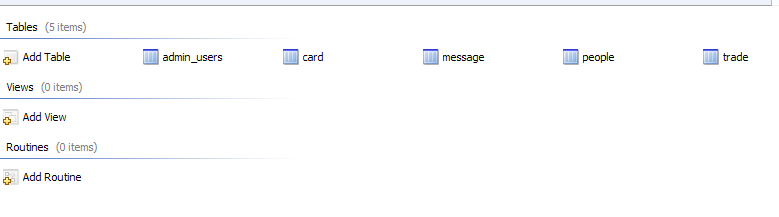 Tables (5 items)
Add Table admin_users card message people trade
Views (0 items)
Add View
Routines (0 items)
Add Routine